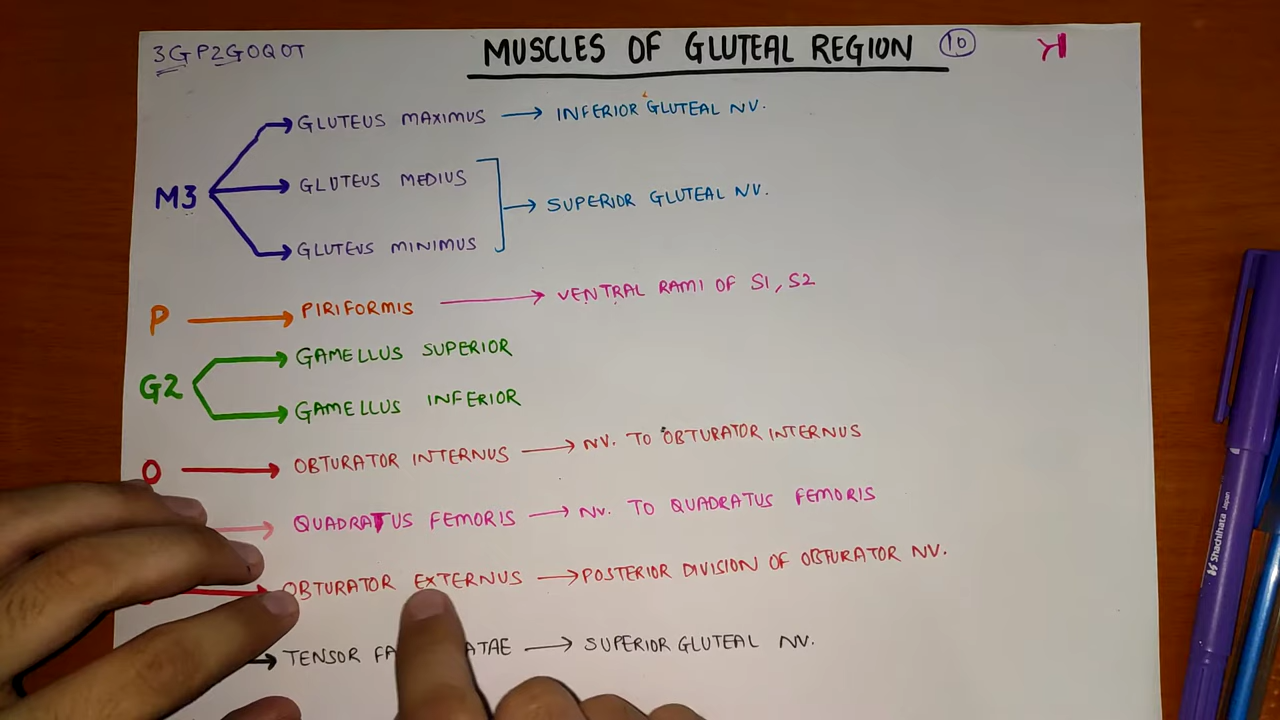 3GP2GOQOT
MUSCLES OF GLUTEAL REGION 10
GLUTEUS MAXIMUS → INFERIOR GLUTEAL NV.
M3
GLUTEUS MEDIUS
GLUTEUS MINIMUS
SUPERIOR GLUTEAL NV.
P → PIRIFORMIS → VENTRAL RAMI OF S1, S2
G2
GAMELLUS SUPERIOR
GAMELLUS INFERIOR
O → OBTURATOR INTERNUS → NV. TO OBTURATOR INTERNUS
QUADRATUS FEMORIS → NV. TO QUADRATUS FEMORIS
OBTURATOR EXTERNUS → POSTERIOR DIVISION OF OBTURATOR NV.
TENSOR → SUPERIOR GLUTEAL NV.
Shachihata Japan